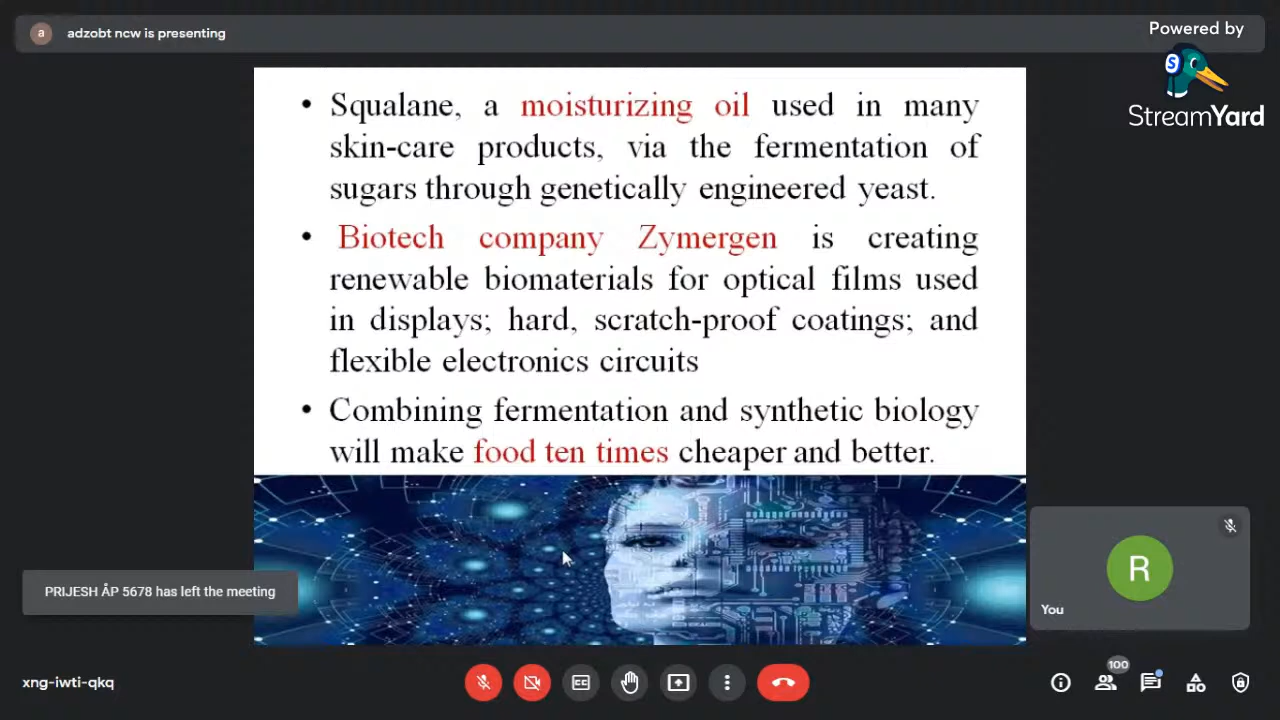 a adzobt ncw is presenting
Powered by
S
StreamYard
• Squalane, a moisturizing oil used in many
skin-care products, via the fermentation of
sugars through genetically engineered yeast.
• Biotech company Zymergen is creating
renewable biomaterials for optical films used
in displays; hard, scratch-proof coatings; and
flexible electronics circuits
• Combining fermentation and synthetic biology
will make food ten times cheaper and better.
PRIJESH ÅP 5678 has left the meeting
R
You
xng-iwti-qkq
CC
100